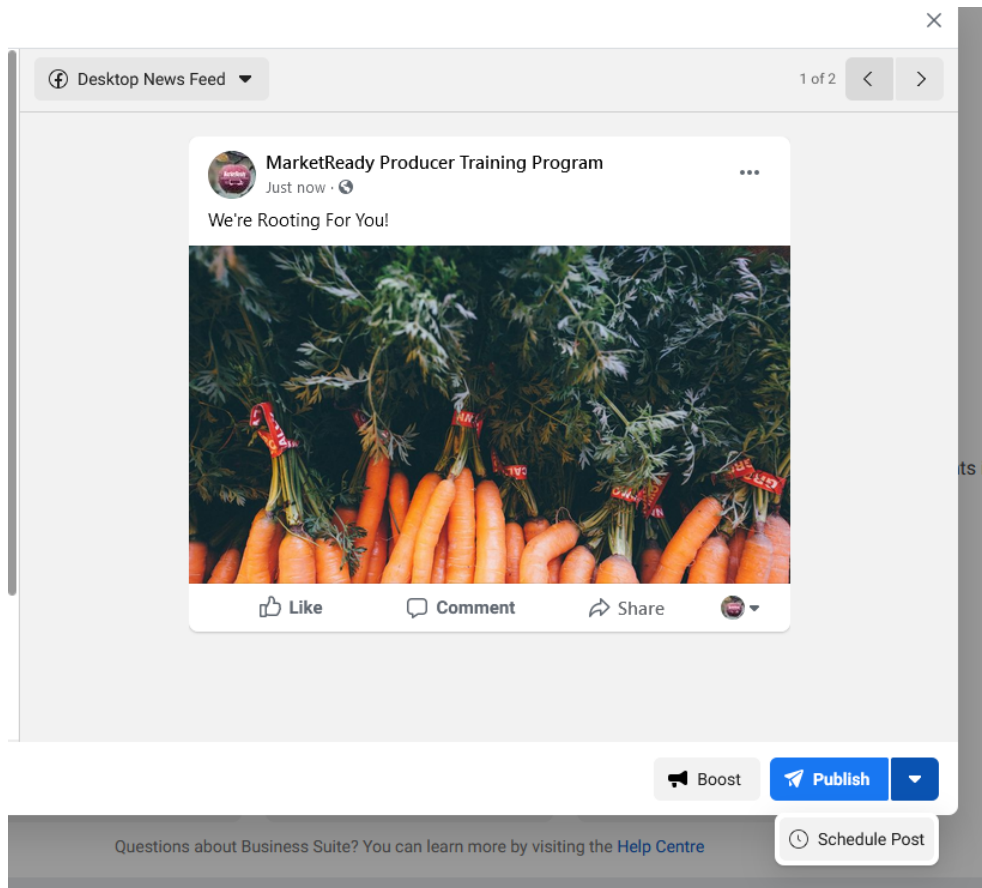 Desktop News Feed
1 of 2
MarketReady Producer Training Program
Just now ·
We're Rooting For You!
Like
Comment
Share
Boost
Publish
Schedule Post
Questions about Business Suite? You can learn more by visiting the Help Centre